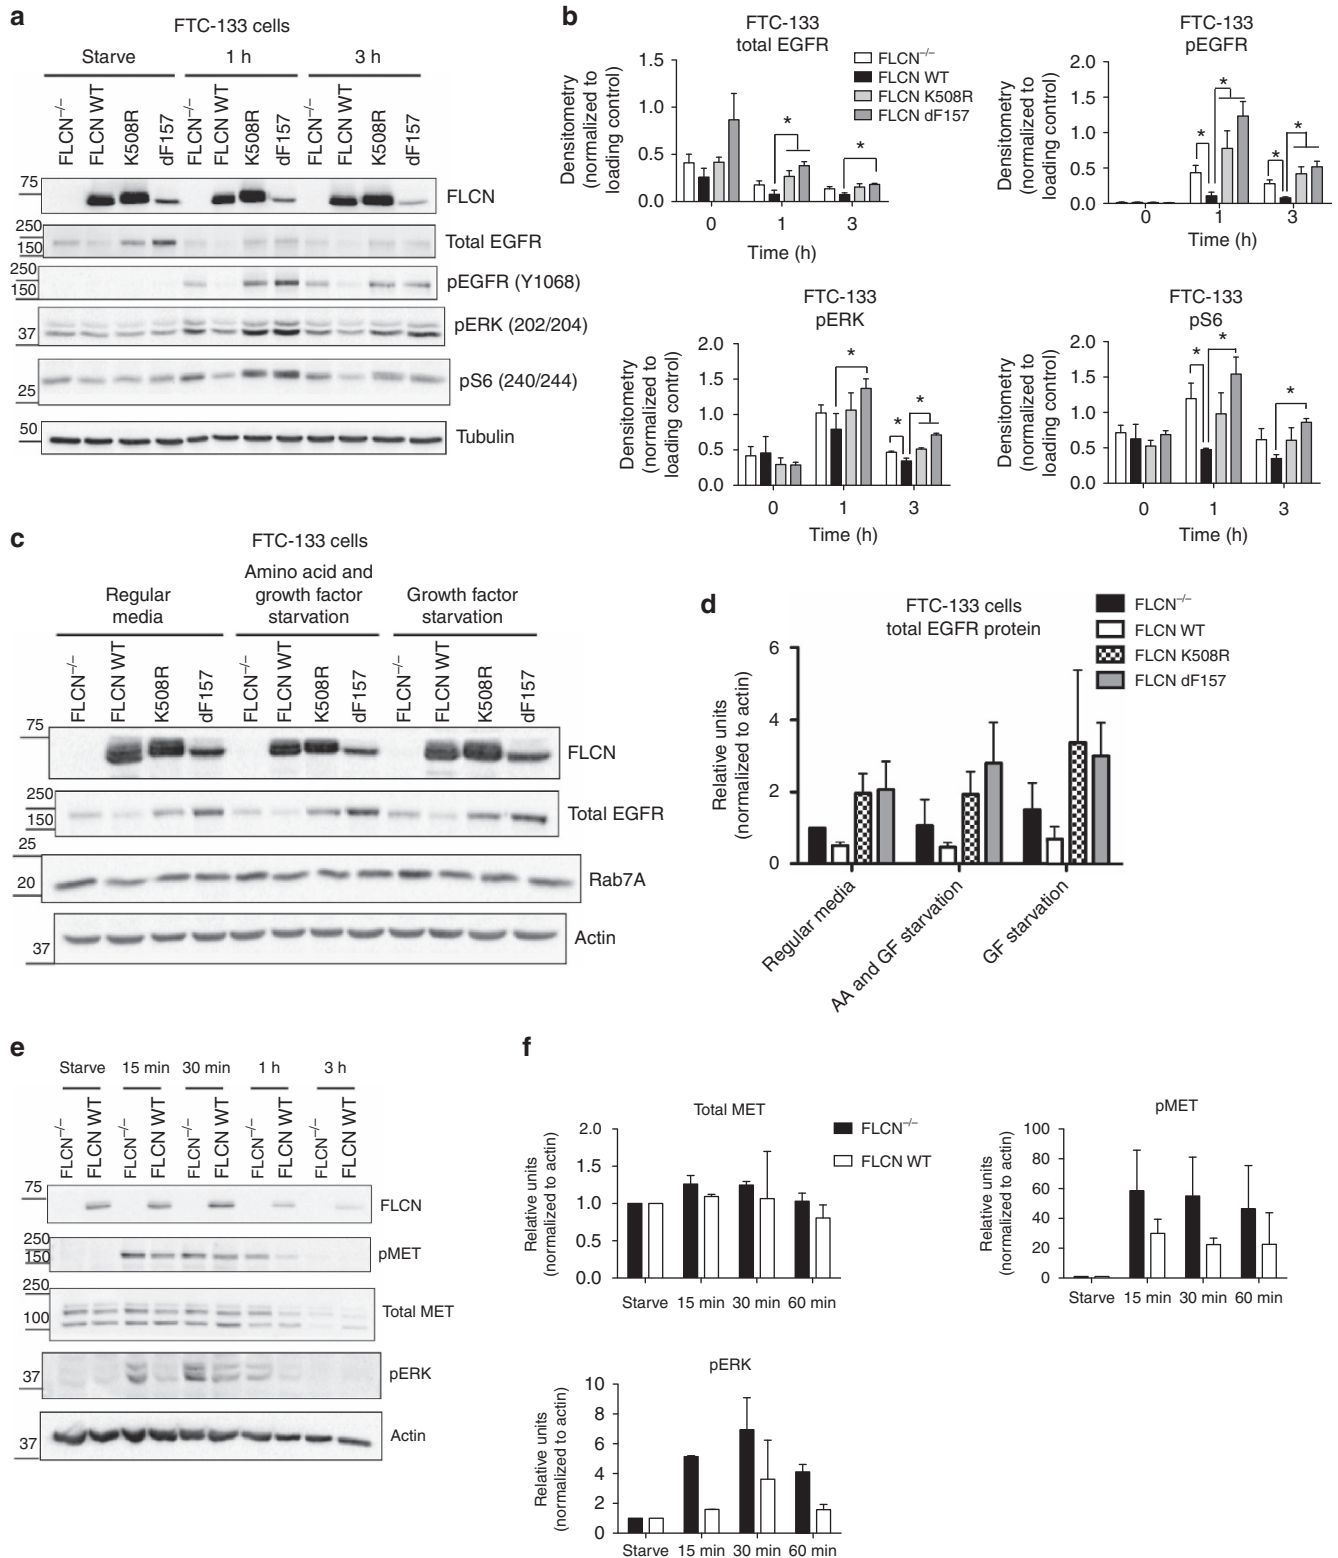 a
FTC-133 cells
Starve 1 h 3 h
FLCN–/– FLCN WT K508R dF157 FLCN–/– FLCN WT K508R dF157 FLCN–/– FLCN WT K508R dF157
75 FLCN
250
150 Total EGFR
250
150 pEGFR (Y1068)
37 pERK (202/204)
25 pS6 (240/244)
50 Tubulin
b
FTC-133
total EGFR
FLCN–/–
FLCN WT
FLCN K508R
FLCN dF157
Densitometry
(normalized to
loading control)
1.5
1.0
0.5
0.0
* *
0 1 3
Time (h)
FTC-133
pEGFR
Densitometry
(normalized to
loading control)
2.0
1.5
1.0
0.5
0.0
* * * *
0 1 3
Time (h)
FTC-133
pERK
Densitometry
(normalized to
loading control)
2.0
1.5
1.0
0.5
0.0
* * *
0 1 3
Time (h)
FTC-133
pS6
Densitometry
(normalized to
loading control)
2.0
1.5
1.0
0.5
0.0
* * *
0 1 3
Time (h)
c
FTC-133 cells
Regular
media
Amino acid and
growth factor
starvation
Growth factor
starvation
FLCN–/– FLCN WT K508R dF157 FLCN–/– FLCN WT K508R dF157 FLCN–/– FLCN WT K508R dF157
75 FLCN
250
150 Total EGFR
25
20 Rab7A
37 Actin
d
FTC-133 cells
total EGFR protein
FLCN–/–
FLCN WT
FLCN K508R
FLCN dF157
Relative units
(normalized to actin)
6
4
2
0
Regular media
AA and GF starvation
GF starvation
e
Starve 15 min 30 min 1 h 3 h
FLCN–/– FLCN WT FLCN–/– FLCN WT FLCN–/– FLCN WT FLCN–/– FLCN WT FLCN–/– FLCN WT
75 FLCN
250
150 pMET
250
100 Total MET
37 pERK
37 Actin
f
Total MET
FLCN–/–
FLCN WT
Relative units
(normalized to actin)
2.0
1.5
1.0
0.5
0.0
Starve 15 min 30 min 60 min
pMET
Relative units
(normalized to actin)
100
80
60
40
20
0
Starve 15 min 30 min 60 min
pERK
Relative units
(normalized to actin)
10
8
6
4
2
0
Starve 15 min 30 min 60 min